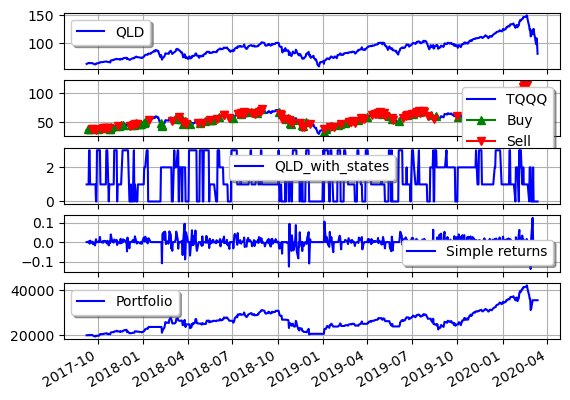 150
100
QLD
100
50
TQQQ
Buy
Sell
2
0
QLD_with_states
0.1
0.0
−0.1
Simple returns
40000
20000
Portfolio
2017-10 2018-01 2018-04 2018-07 2018-10 2019-01 2019-04 2019-07 2019-10 2020-01 2020-04